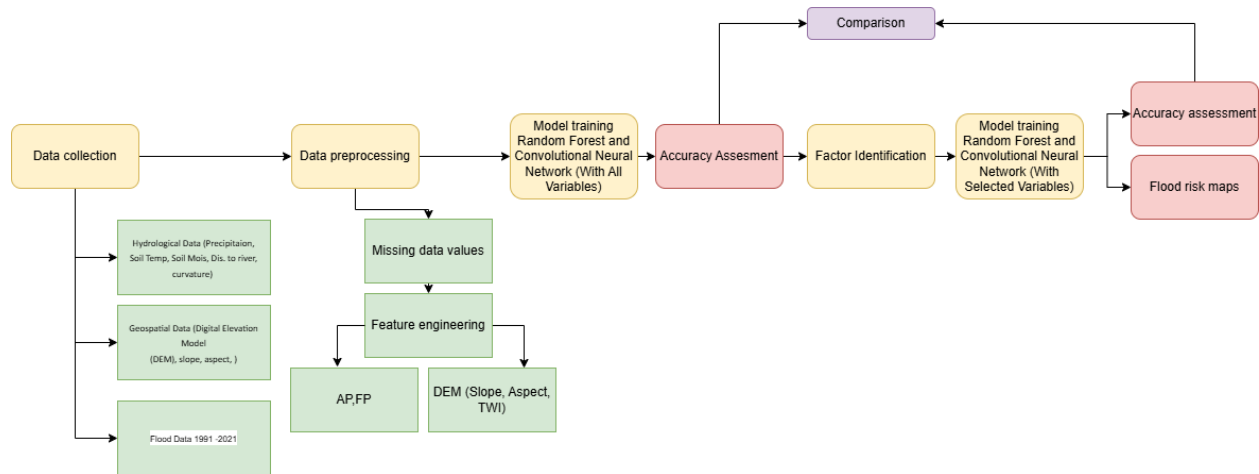 Comparison
Data collection
Data preprocessing
Model training
Random Forest and
Convolutional Neural
Network (With All
Variables)
Accuracy Assesment
Factor Identification
Model training
Random Forest and
Convolutional Neural
Network (With
Selected Variables)
Accuracy assessment
Flood risk maps
Hydrological Data (Precipitaion,
Soil Temp, Soil Mois, Dis. to river,
curvature)
Geospatial Data (Digital Elevation
Model
(DEM), slope, aspect, )
Flood Data 1991 -2021
Missing data values
Feature engineering
AP,FP
DEM (Slope, Aspect,
TWI)